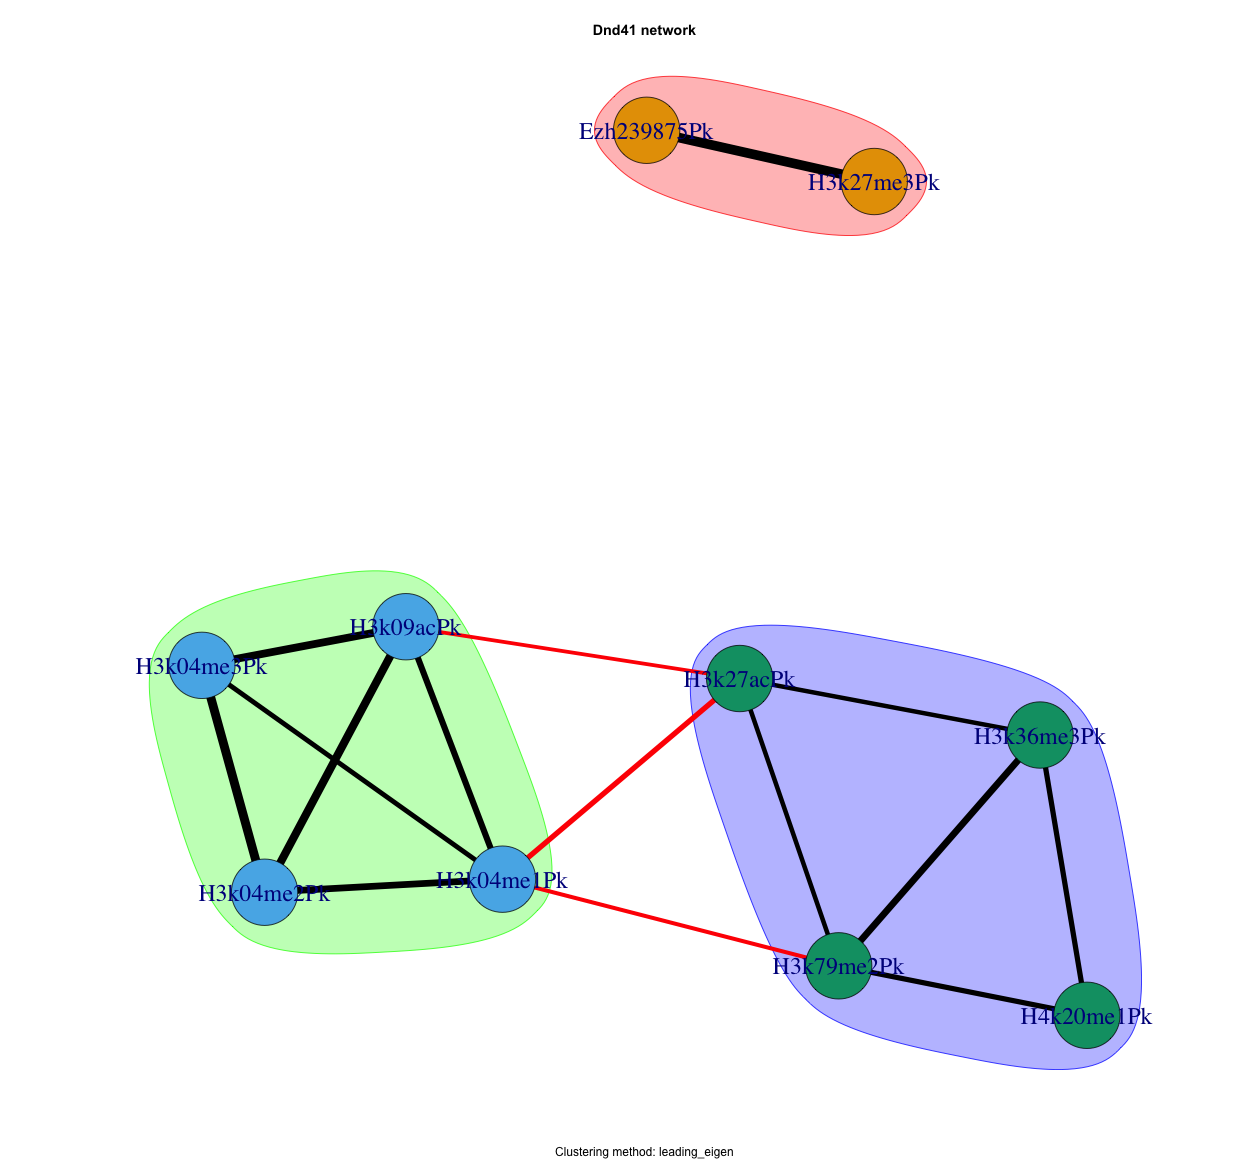 Dnd41 network
Ezh239875Pk
H3k27me3Pk
H3k09acPk
H3k04me3Pk
H3k27acPk
H3k36me3Pk
H3k04me1Pk
H3k04me2Pk
H3k79me2Pk
H4k20me1Pk
Clustering method: leading_eigen